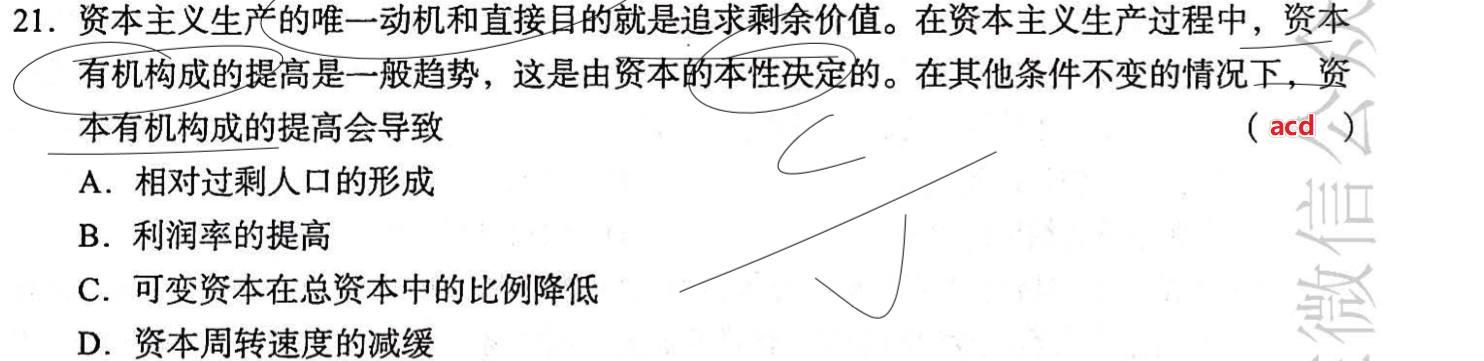 21. 资本主义生产的唯一动机和直接目的就是追求剩余价值。在资本主义生产过程中，资本
有机构成的提高是一般趋势，这是由资本的本性决定的。在其他条件不变的情况下，资
本有机构成的提高会导致 （ acd ）
A. 相对过剩人口的形成
B. 利润率的提高
C. 可变资本在总资本中的比例降低
D. 资本周转速度的减缓
微信公众